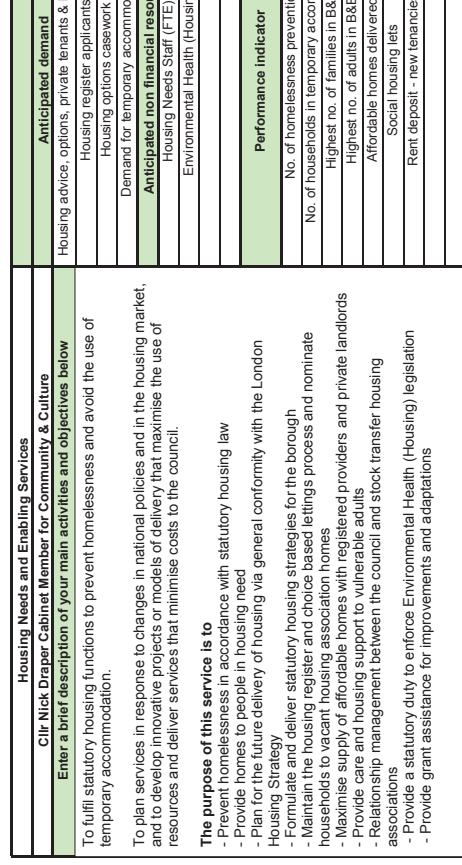 Housing Needs and Enabling Services
Cllr Nick Draper Cabinet Member for Community & Culture
Enter a brief description of your main activities and objectives below
To fulfil statutory housing functions to prevent homelessness and avoid the use of
temporary accommodation.
To plan services in response to changes in national policies and in the housing market,
and to develop innovative projects or models of delivery that maximise the use of
resources and deliver services that minimise costs to the council.
The purpose of this service is to
- Prevent homelessness in accordance with statutory housing law
- Provide homes to people in housing need
- Plan for the future delivery of housing via general conformity with the London
Housing Strategy
- Formulate and deliver statutory housing strategies for the borough
- Maintain the housing register and choice based lettings process and nominate
households to vacant housing association homes
- Maximise supply of affordable homes with registered providers and private landlords
- Provide care and housing support to vulnerable adults
- Relationship management between the council and stock transfer housing
associations
- Provide a statutory duty to enforce Environmental Health (Housing) legislation
- Provide grant assistance for improvements and adaptations
Anticipated demand
Housing advice, options, private tenants &
Housing register applicants
Housing options casework
Demand for temporary
Anticipated non financial
Housing Needs Staff (FTE)
Environmental Health
Performance indicator
No. of homelessness
No. of households in temporary
Highest no. of families in
Highest no. of adults in
Affordable homes delivered
Social housing lets
Rent deposit - new